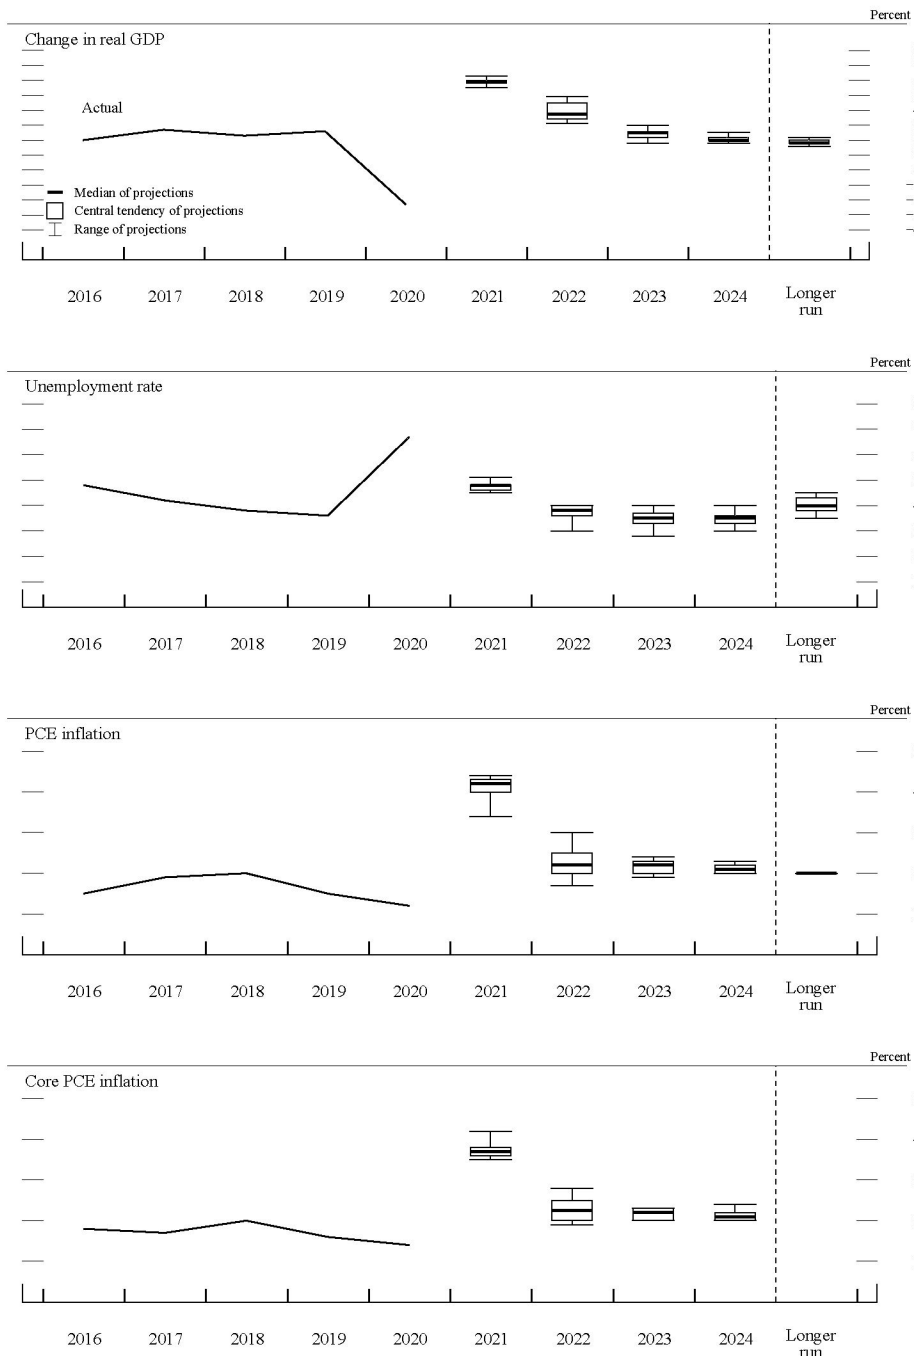 Percent
Change in real GDP
Actual
Median of projections
Central tendency of projections
Range of projections
2016 2017 2018 2019 2020 2021 2022 2023 2024 Longer run
Percent
Unemployment rate
2016 2017 2018 2019 2020 2021 2022 2023 2024 Longer run
Percent
PCE inflation
2016 2017 2018 2019 2020 2021 2022 2023 2024 Longer run
Percent
Core PCE inflation
2016 2017 2018 2019 2020 2021 2022 2023 2024 Longer run